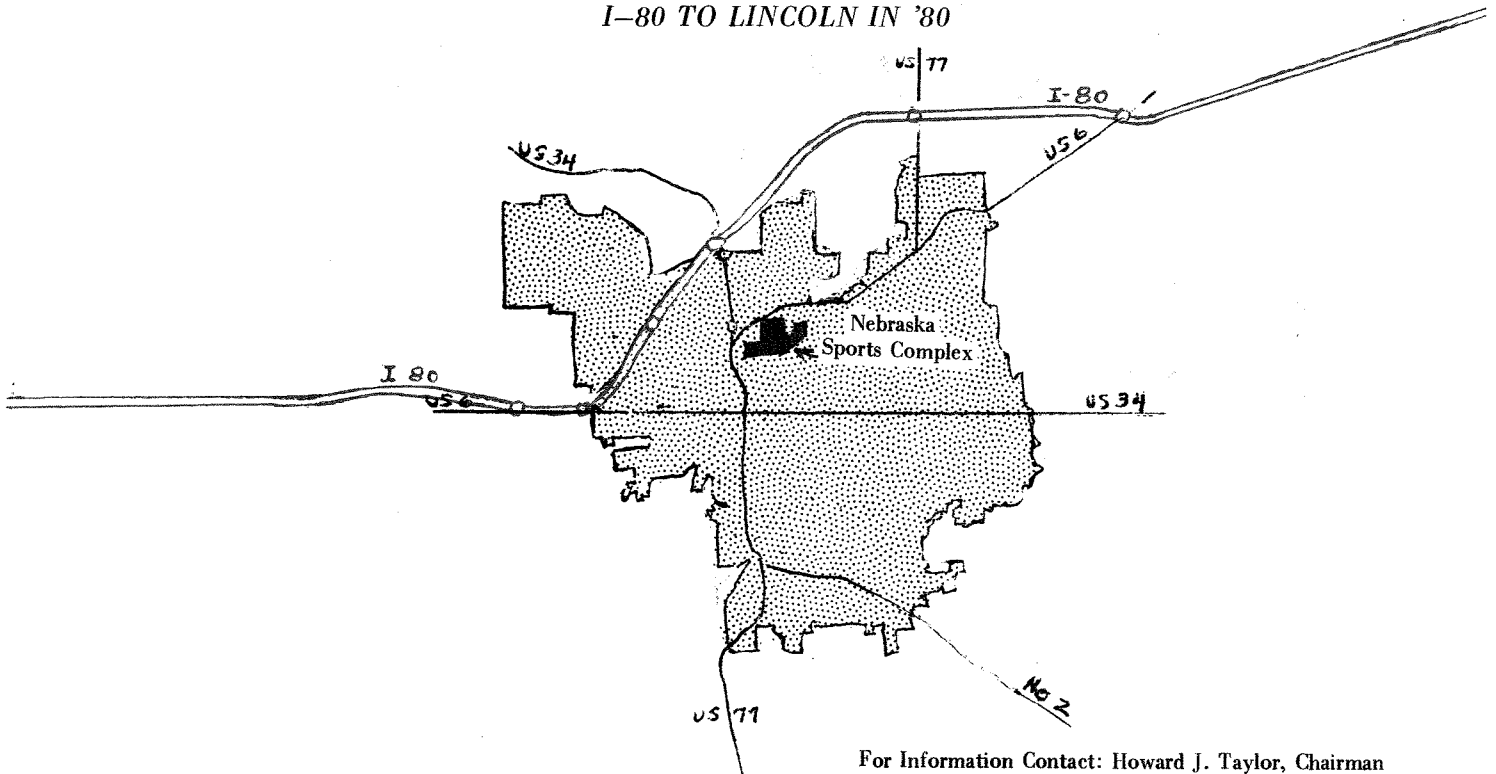 I–80 TO LINCOLN IN '80
US 77
I-80
US 34
US 6
Nebraska
Sports Complex
I 80
US 6
US 34
No 2
US 77
For Information Contact: Howard J. Taylor, Chairman